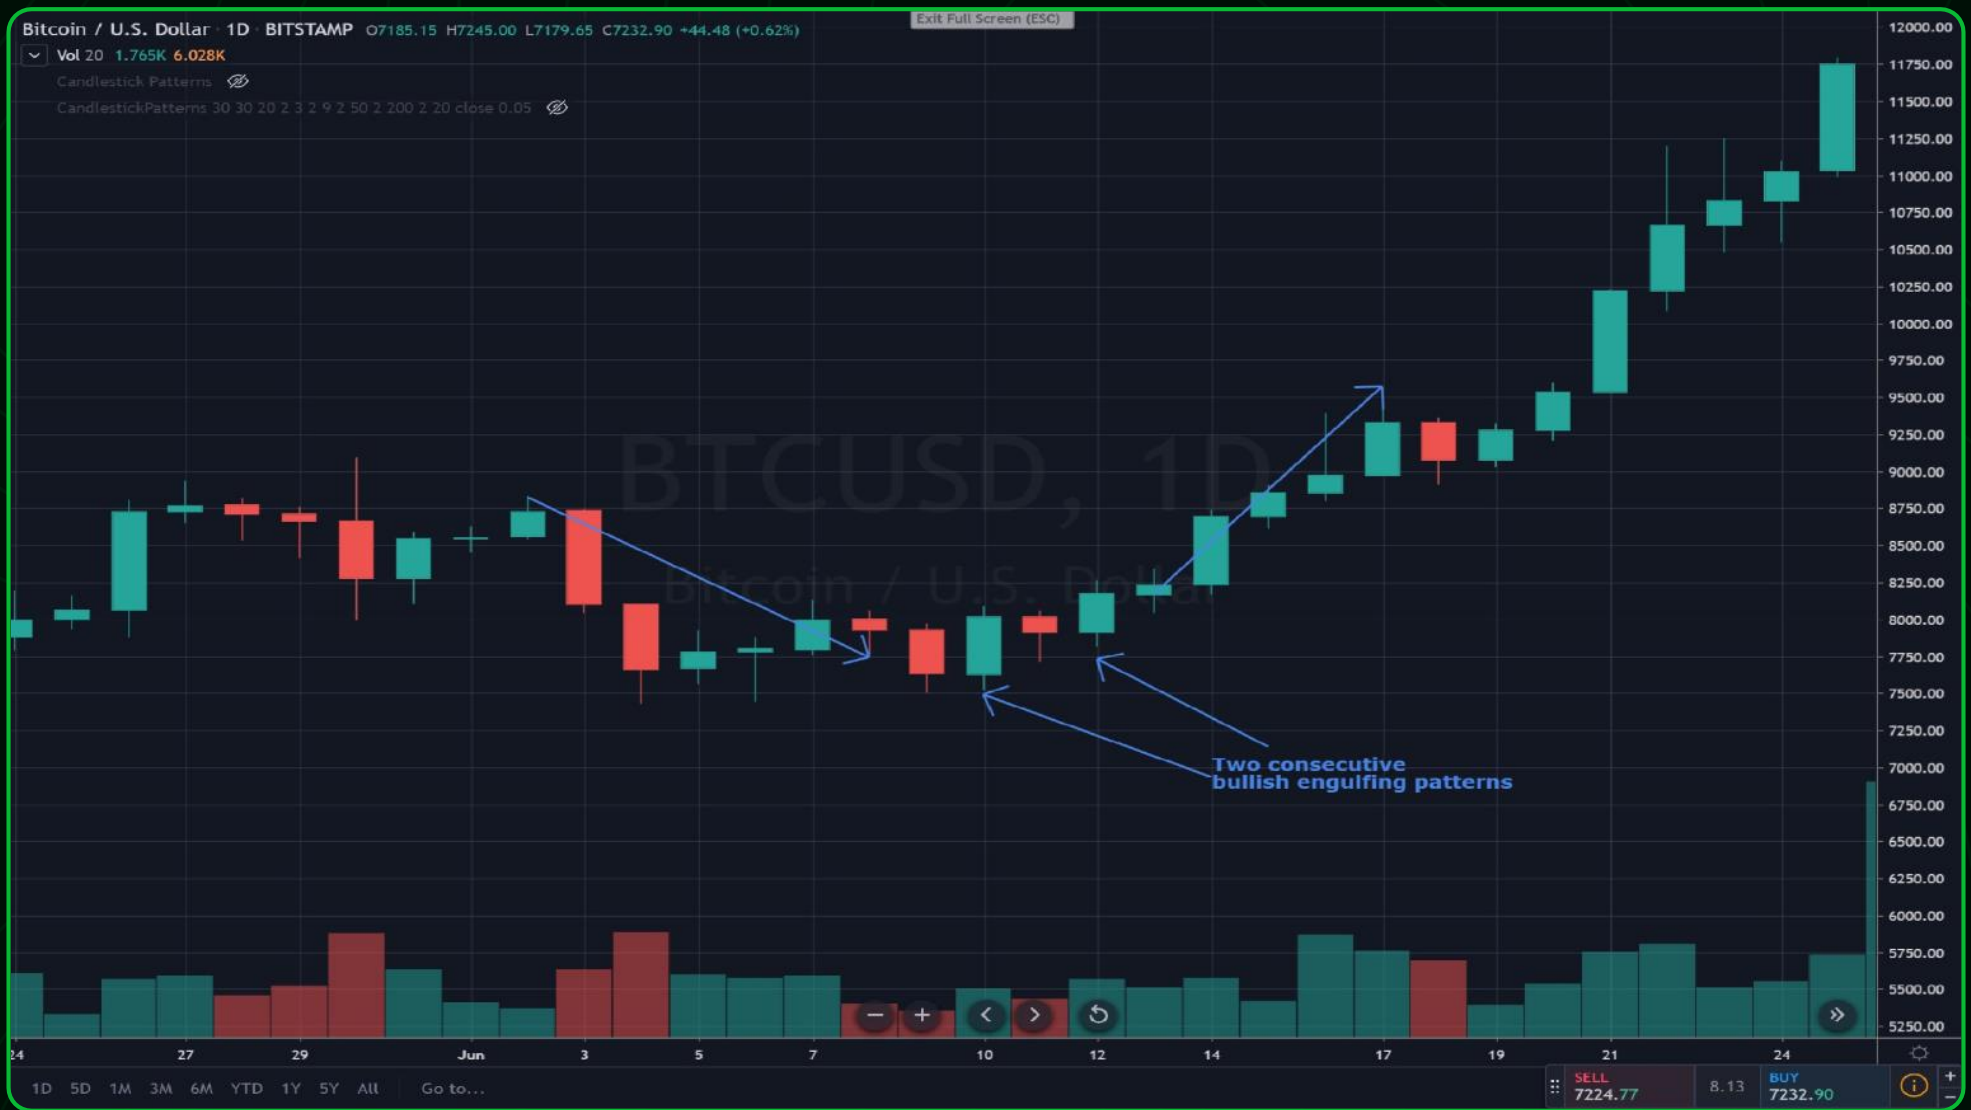 Exit Full Screen (ESC)
Bitcoin / U.S. Dollar · 1D · BITSTAMP O7185.15 H7245.00 L7179.65 C7232.90 +44.48 (+0.62%)
Vol 20 1.765K 6.028K
Candlestick Patterns
CandlestickPatterns 30 30 20 2 3 2 9 2 50 2 200 2 20 close 0.05
BTCUSD, 1D
Bitcoin / U.S. Dollar
Two consecutive
bullish engulfing patterns
12000.00
11750.00
11500.00
11250.00
11000.00
10750.00
10500.00
10250.00
10000.00
9750.00
9500.00
9250.00
9000.00
8750.00
8500.00
8250.00
8000.00
7750.00
7500.00
7250.00
7000.00
6750.00
6500.00
6250.00
6000.00
5750.00
5500.00
5250.00
24 27 29 Jun 3 5 7 10 12 14 17 19 21 24
1D 5D 1M 3M 6M YTD 1Y 5Y All Go to...
SELL
7224.77
8.13
BUY
7232.90